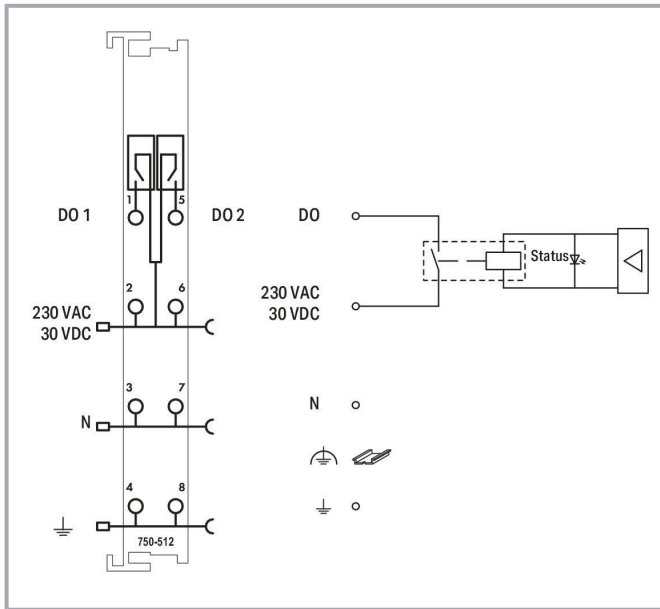 1 5
DO 1 DO 2
2 6
230 VAC
30 VDC
3 7
N
4 8
750-512
DO
Status
230 VAC
30 VDC
N